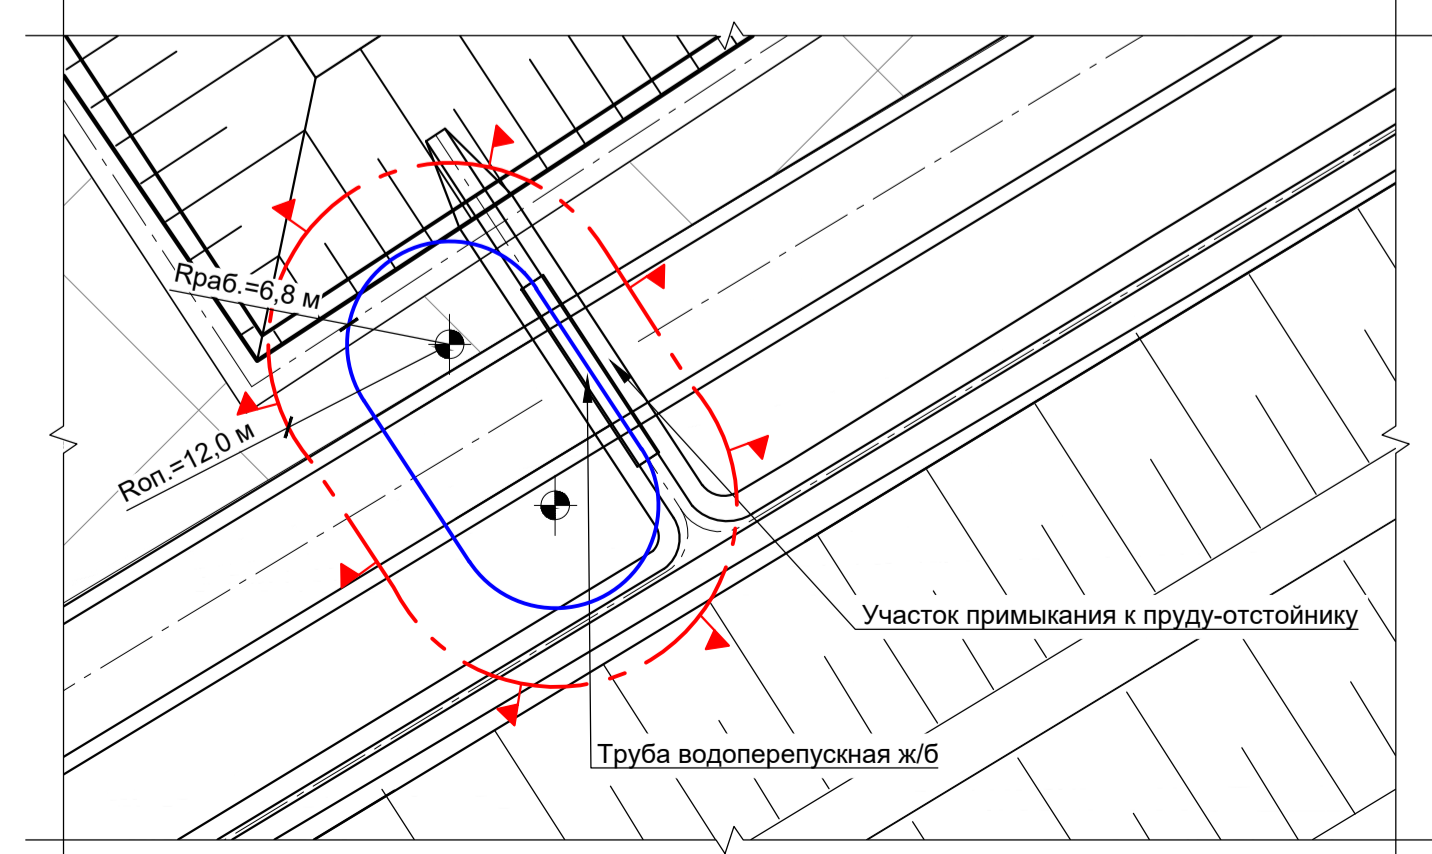 Rраб.=6,8 м
Rоп.=12,0 м
Участок примыкания к пруду-отстойнику
Труба водоперепускная ж/б